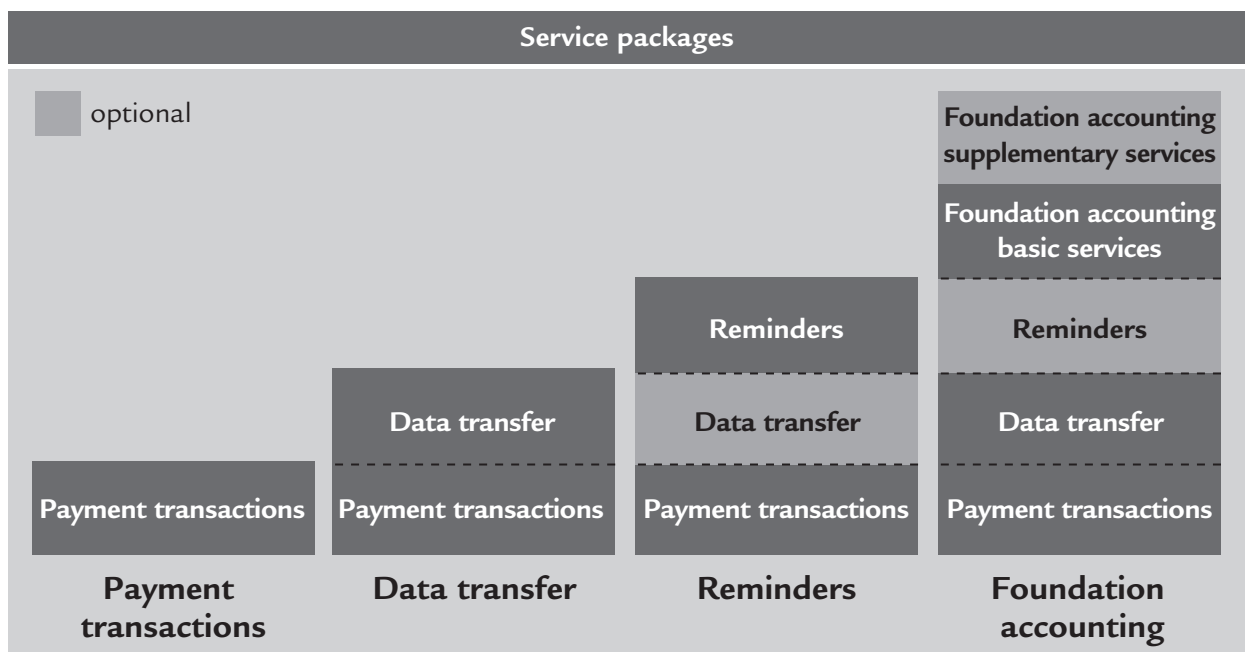 Service packages
optional
Payment transactions
Payment
transactions
Data transfer
Payment transactions
Data transfer
Reminders
Data transfer
Payment transactions
Reminders
Foundation accounting
supplementary services
Foundation accounting
basic services
Reminders
Data transfer
Payment transactions
Foundation
accounting